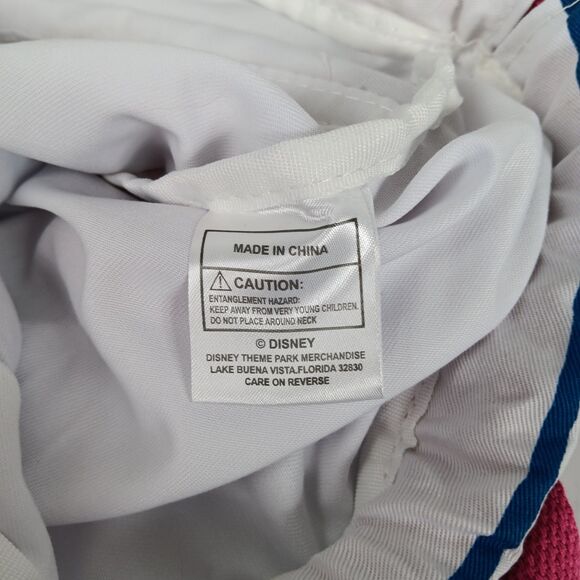 MADE IN CHINA
⚠ CAUTION:
ENTANGLEMENT HAZARD:
KEEP AWAY FROM VERY YOUNG CHILDREN.
DO NOT PLACE AROUND NECK
© DISNEY
DISNEY THEME PARK MERCHANDISE
LAKE BUENA VISTA.FLORIDA 32830
CARE ON REVERSE